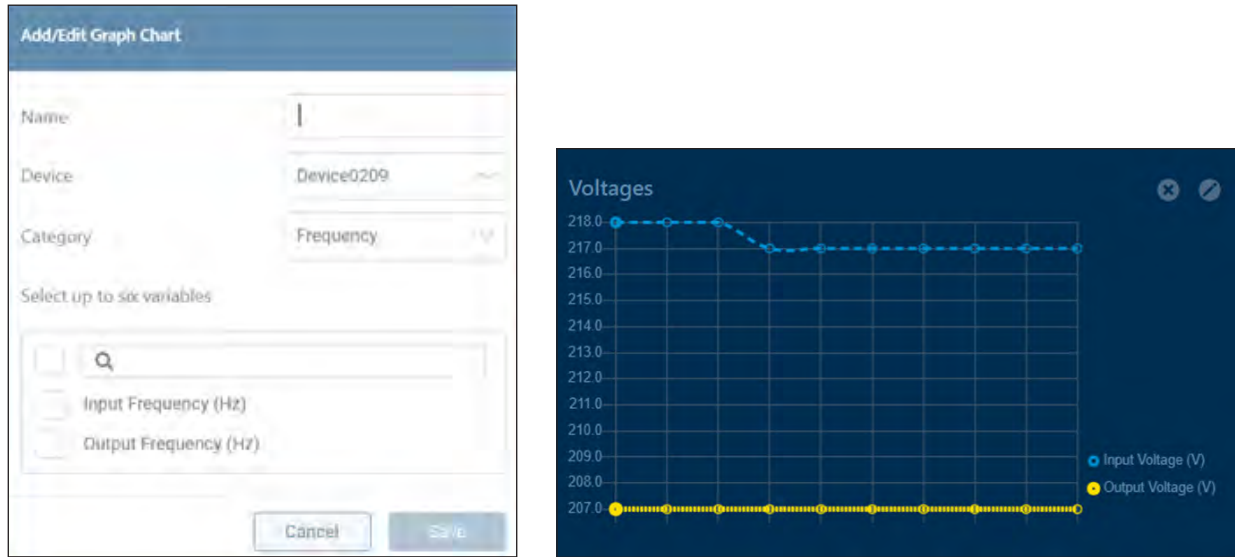 Add/Edit Graph Chart
Name
Device
Device0209
Category
Frequency
Select up to six variables
Input Frequency (Hz)
Output Frequency (Hz)
Cancel
Save
Voltages
218.0
217.0
216.0
215.0
214.0
213.0
212.0
211.0
210.0
209.0
208.0
207.0
Input Voltage (V)
Output Voltage (V)